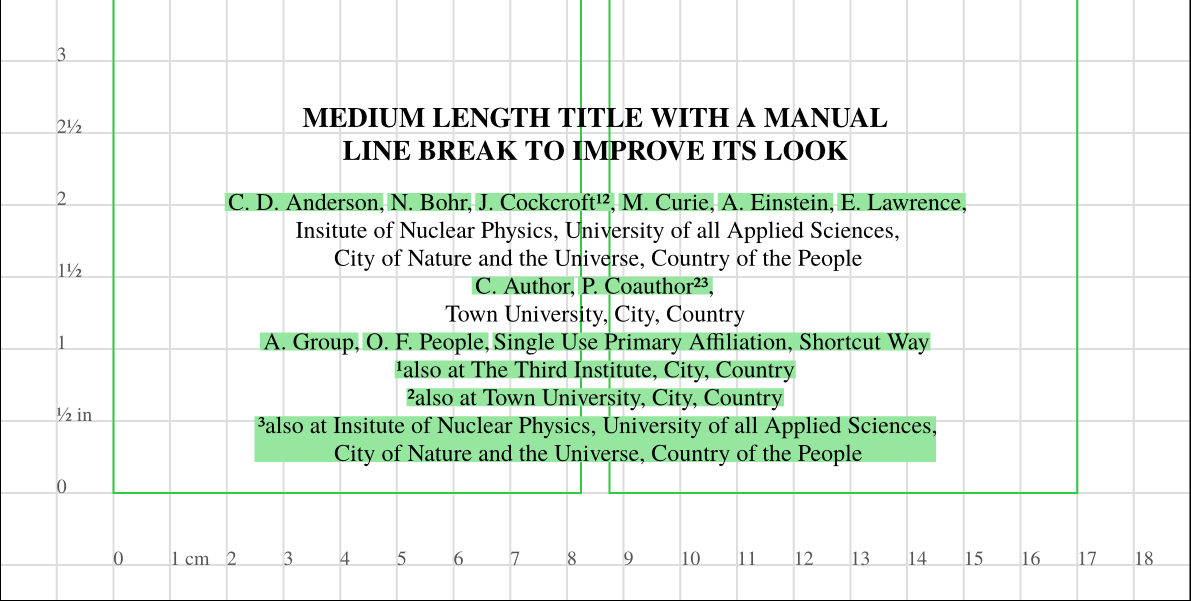 3
MEDIUM LENGTH TITLE WITH A MANUAL
2½
LINE BREAK TO IMPROVE ITS LOOK
2
C. D. Anderson, N. Bohr, J. Cockcroft¹², M. Curie, A. Einstein, E. Lawrence,
Insitute of Nuclear Physics, University of all Applied Sciences,
City of Nature and the Universe, Country of the People
1½
C. Author, P. Coauthor²³,
Town University, City, Country
1
A. Group, O. F. People, Single Use Primary Affiliation, Shortcut Way
¹also at The Third Institute, City, Country
²also at Town University, City, Country
½ in
³also at Insitute of Nuclear Physics, University of all Applied Sciences,
City of Nature and the Universe, Country of the People
0
0 1 cm 2 3 4 5 6 7 8 9 10 11 12 13 14 15 16 17 18